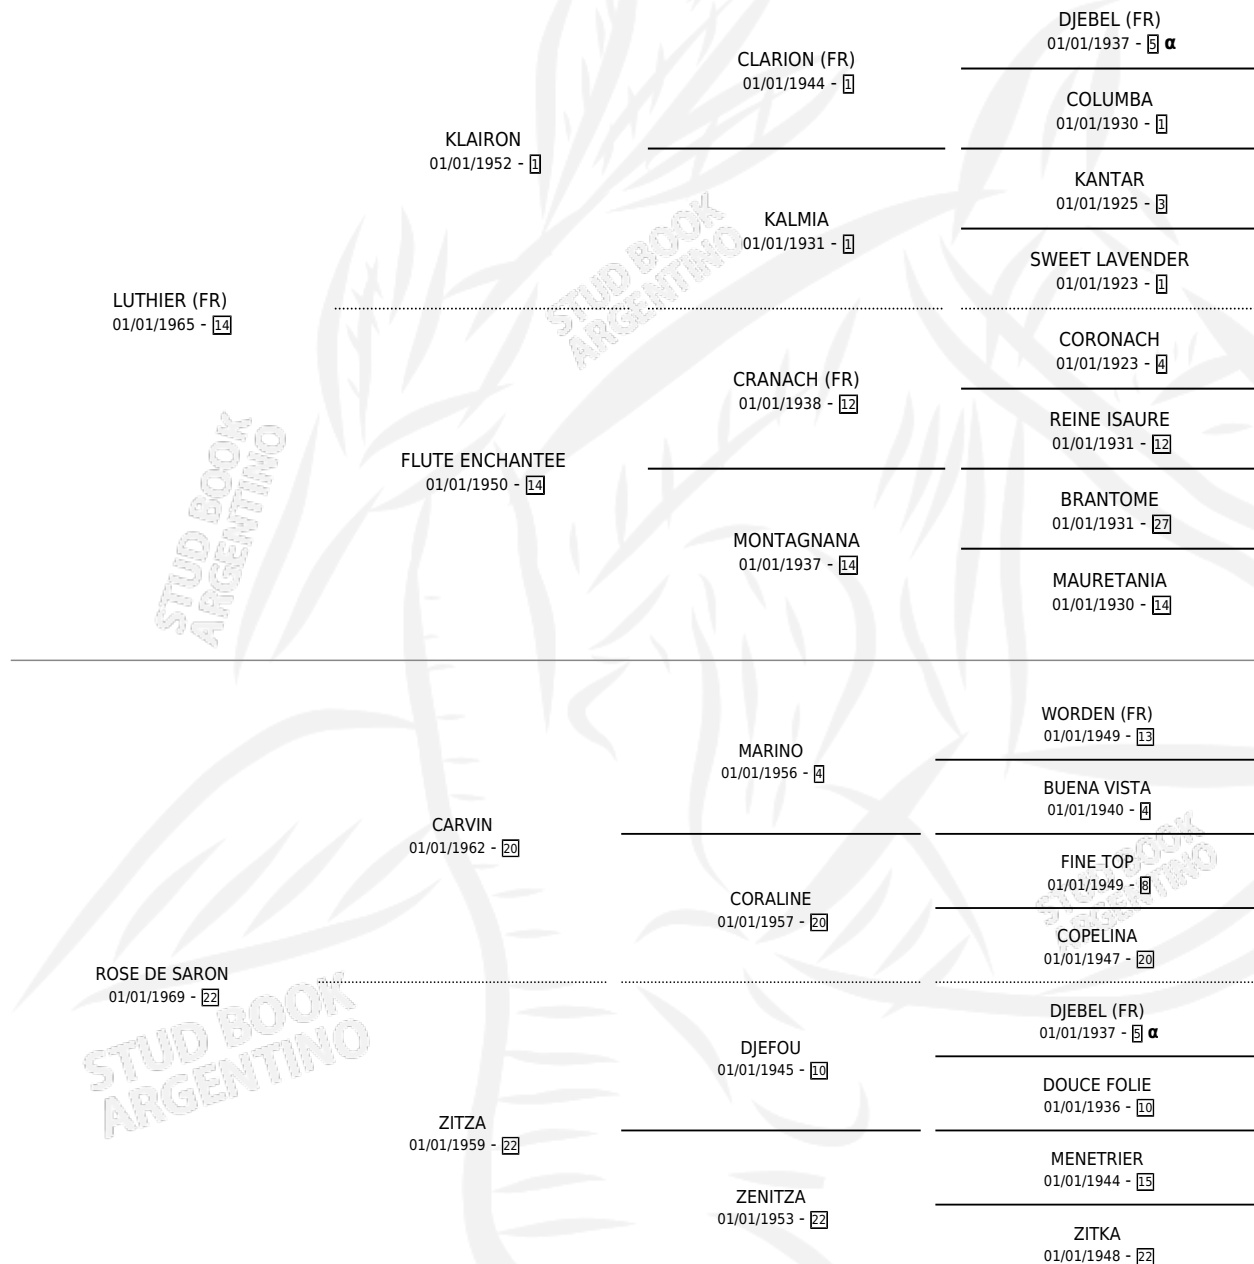 DJEBEL (FR)
01/01/1937 - 5 α
CLARION (FR)
01/01/1944 - 1
COLUMBA
01/01/1930 - 1
KLAIRON
01/01/1952 - 1
KANTAR
01/01/1925 - 3
KALMIA
01/01/1931 - 1
SWEET LAVENDER
01/01/1923 - 1
LUTHIER (FR)
01/01/1965 - 14
CORONACH
01/01/1923 - 4
CRANACH (FR)
01/01/1938 - 12
REINE ISAURE
01/01/1931 - 12
FLUTE ENCHANTEE
01/01/1950 - 14
BRANTOME
01/01/1931 - 27
MONTAGNANA
01/01/1937 - 14
MAURETANIA
01/01/1930 - 14
WORDEN (FR)
01/01/1949 - 13
MARINO
01/01/1956 - 4
BUENA VISTA
01/01/1940 - 4
CARVIN
01/01/1962 - 20
FINE TOP
01/01/1949 - 8
CORALINE
01/01/1957 - 20
COPELINA
01/01/1947 - 20
ROSE DE SARON
01/01/1969 - 22
DJEBEL (FR)
01/01/1937 - 5 α
DJEFOU
01/01/1945 - 10
DOUCE FOLIE
01/01/1936 - 10
ZITZA
01/01/1959 - 22
MENETRIER
01/01/1944 - 15
ZENITZA
01/01/1953 - 22
ZITKA
01/01/1948 - 22
STUD BOOK
ARGENTINO
STUD BOOK
ARGENTINO
STUD BOOK
ARGENTINO
STUD BOOK
ARGENTINO